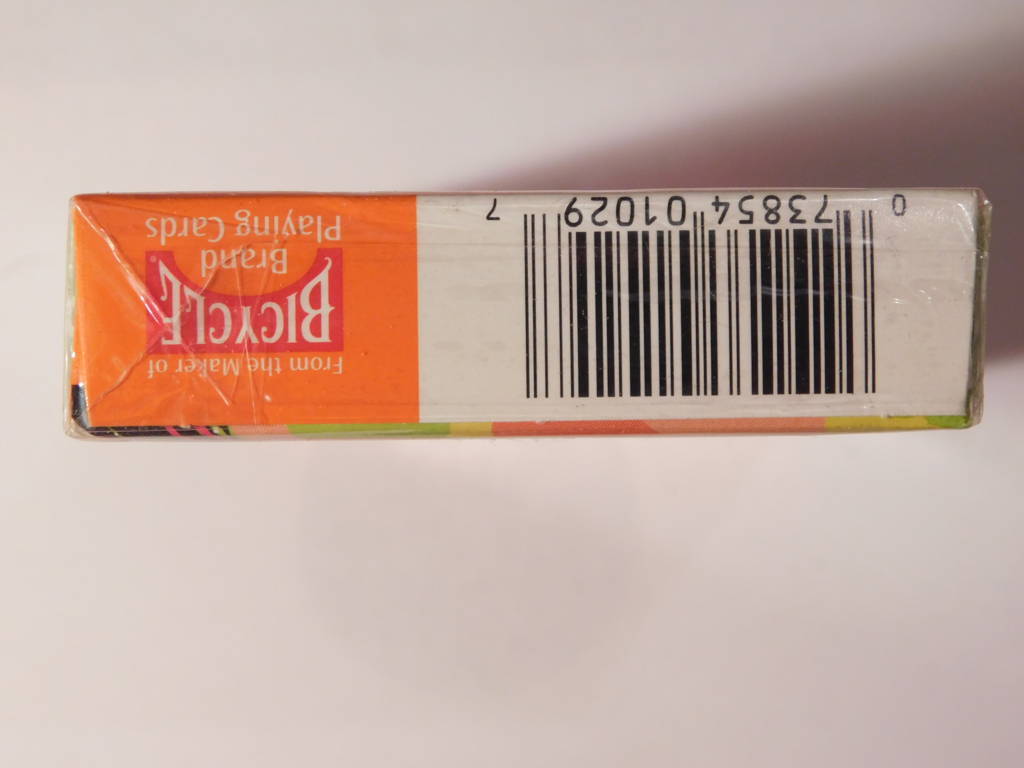 0 73854 01029 7
From the Maker of
BICYCLE®
Brand
Playing Cards